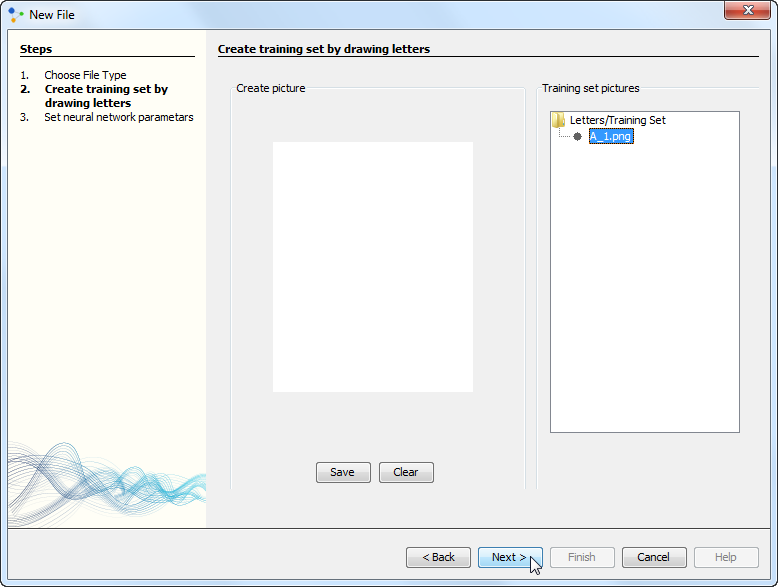 New File
Steps
1. Choose File Type
2. Create training set by
drawing letters
3. Set neural network parametars
Create training set by drawing letters
Create picture
Save
Clear
Training set pictures
Letters/Training Set
A_1.png
< Back
Next >
Finish
Cancel
Help